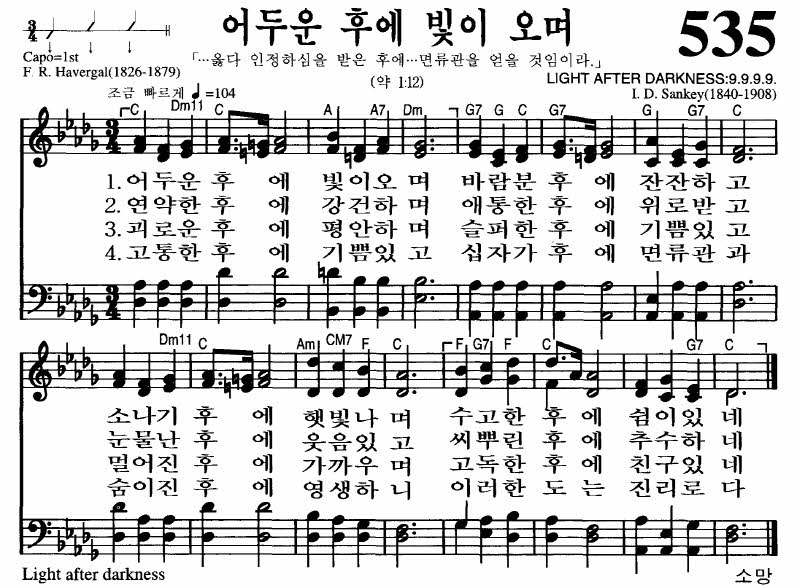 어두운 후에 빛이 오며
535
3/4
Capo=1st
F. R. Havergal(1826-1879)
「…옳다 인정하심을 받은 후에…면류관을 얻을 것임이라.」
(약 1:12)
LIGHT AFTER DARKNESS:9.9.9.9.
I. D. Sankey(1840-1908)
조금 빠르게 ♩=104
C Dm11 C A A7 Dm G7 C G7 G G7 C
3/4
1. 어두운 후 에 빛이오 며 바람분 후 에 잔잔하 고
2. 연약한 후 에 강건하 며 애통한 후 에 위로받 고
3. 괴로운 후 에 평안하 며 슬퍼한 후 에 기쁨있 고
4. 고통한 후 에 기쁨있 고 십자가 후 에 면류관 과
3/4
Dm11 C Am CM7 F C F G7 F C G7 C
소나기 후 에 햇빛나 며 수고한 후 에 쉼이있 네
눈물난 후 에 웃음있 고 씨뿌린 후 에 추수하 네
멀어진 후 에 가까우 며 고독한 후 에 친구있 네
숨이진 후 에 영생하 니 이러한 도 는 진리로 다
Light after darkness
소망